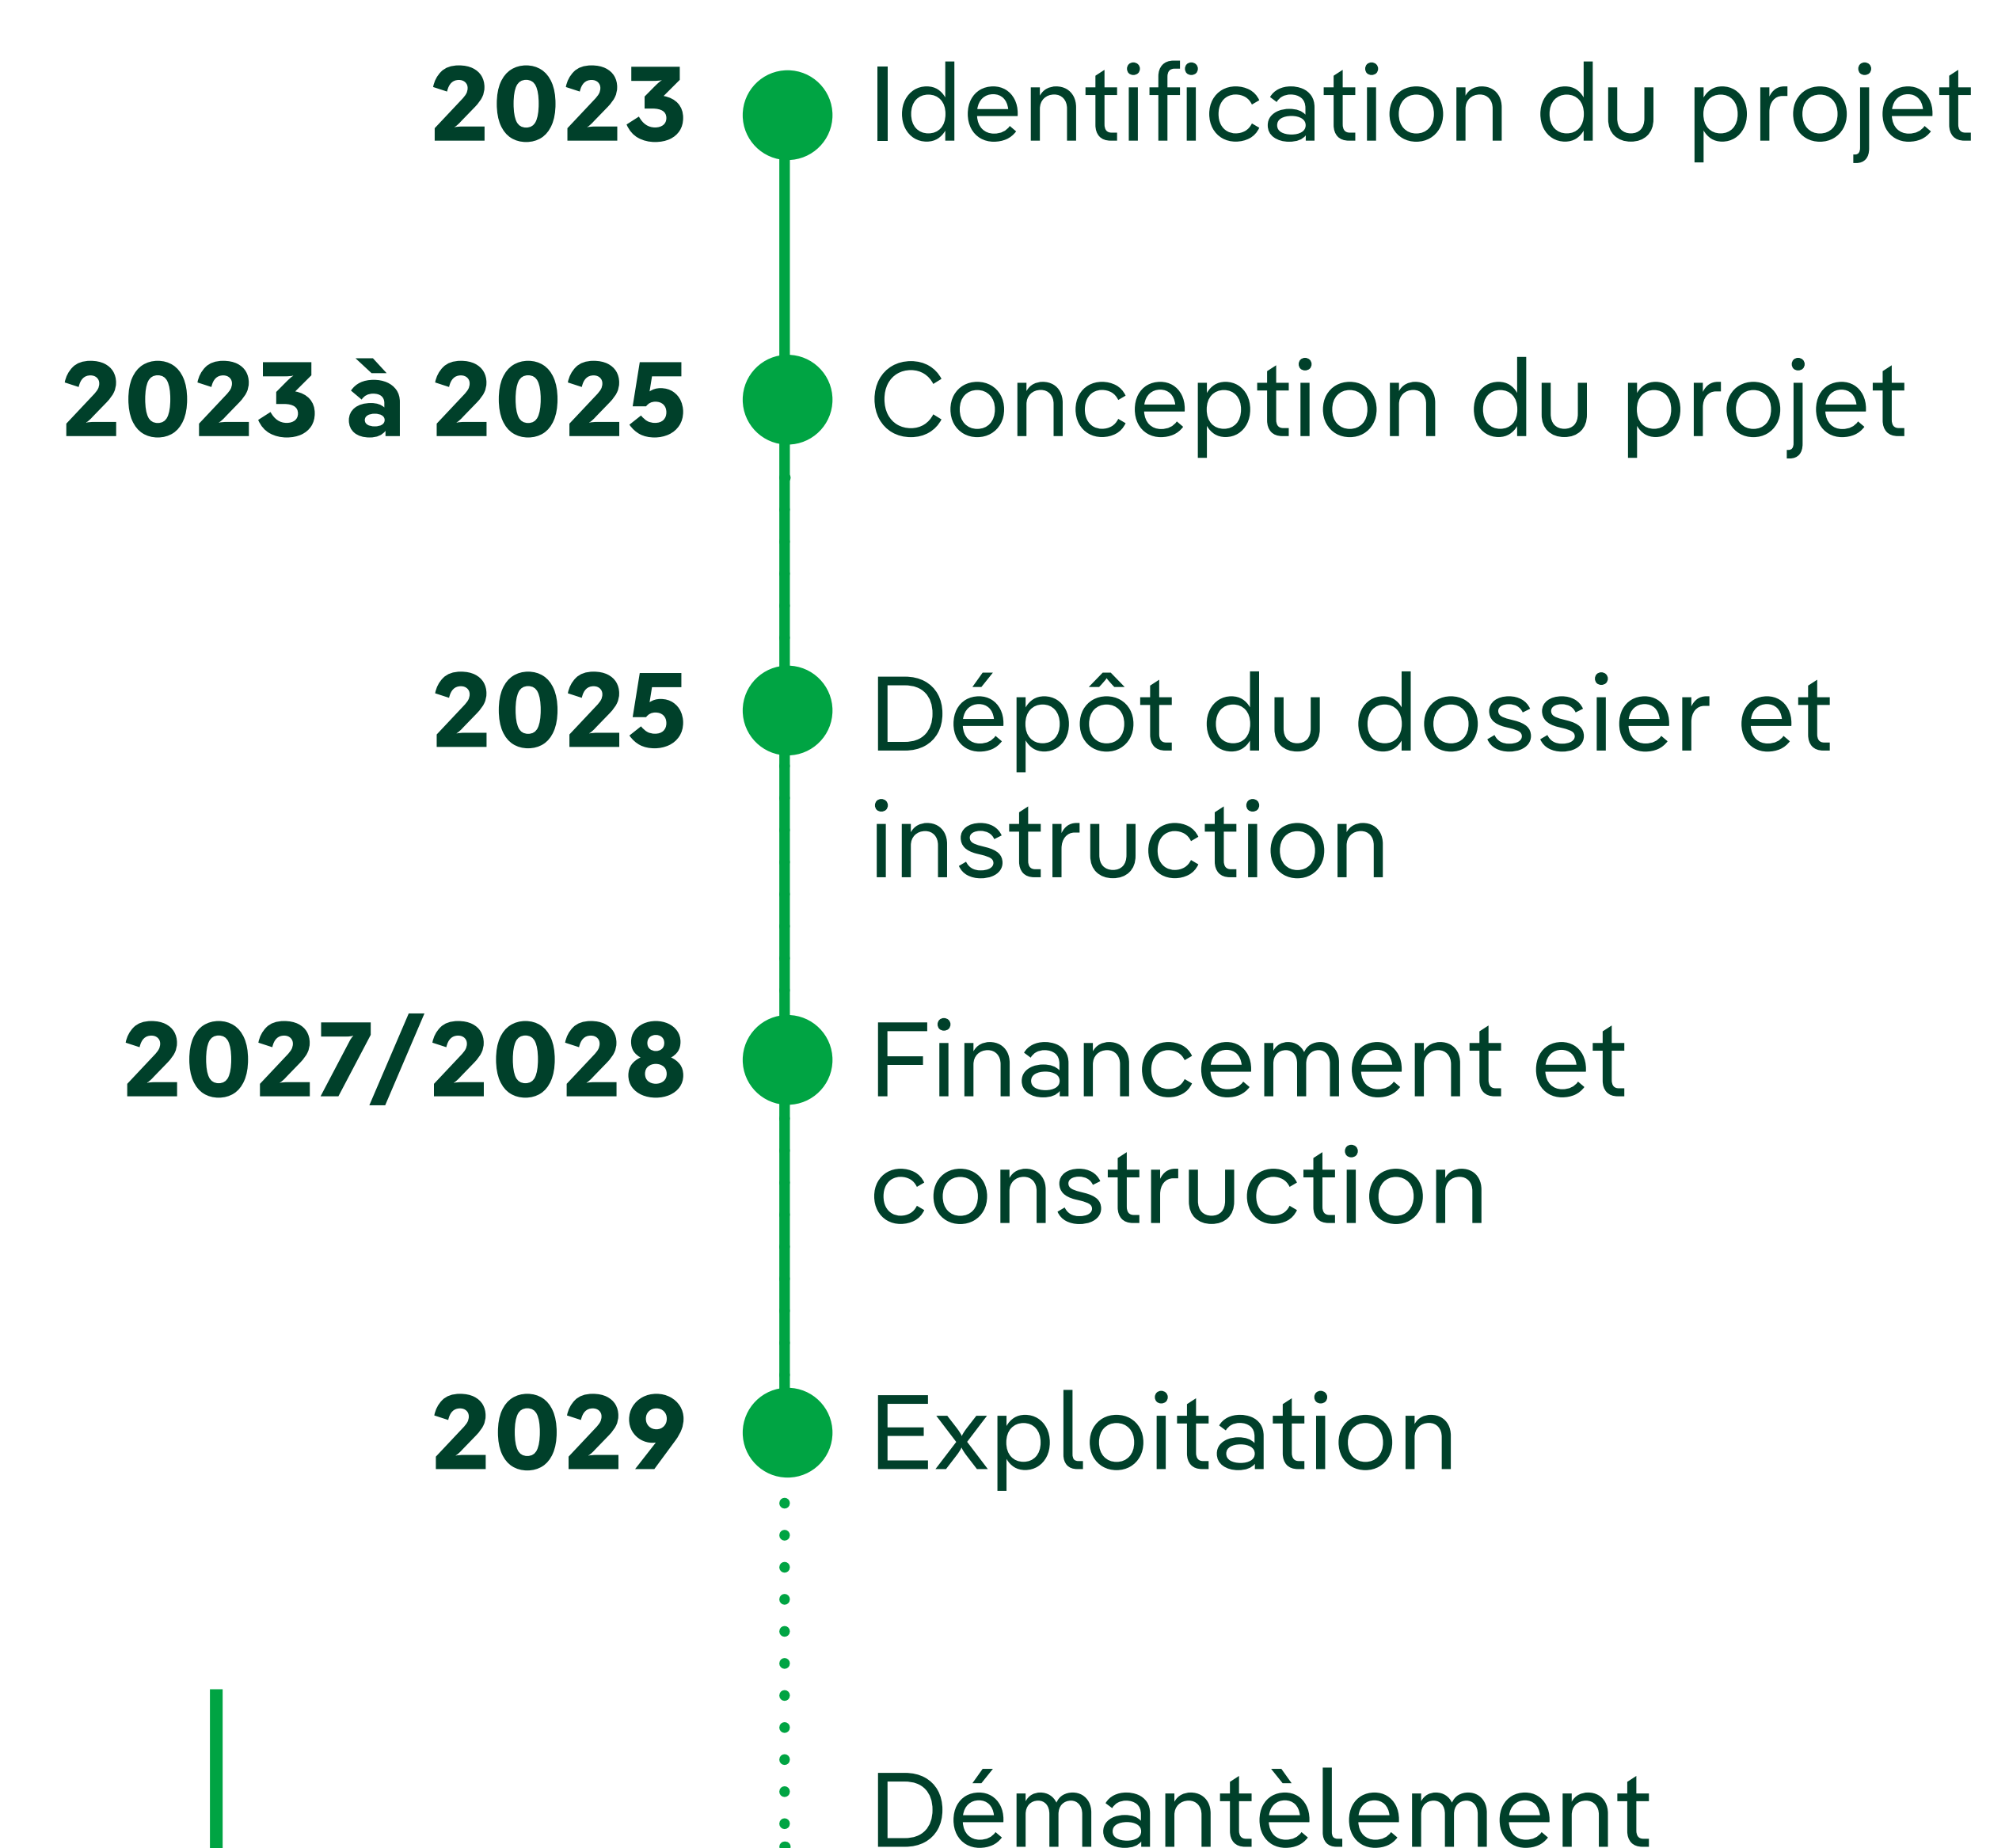 2023 Identification du projet
2023 à 2025 Conception du projet
2025 Dépôt du dossier et
instruction
2027/2028 Financement et
construction
2029 Exploitation
Démantèlement